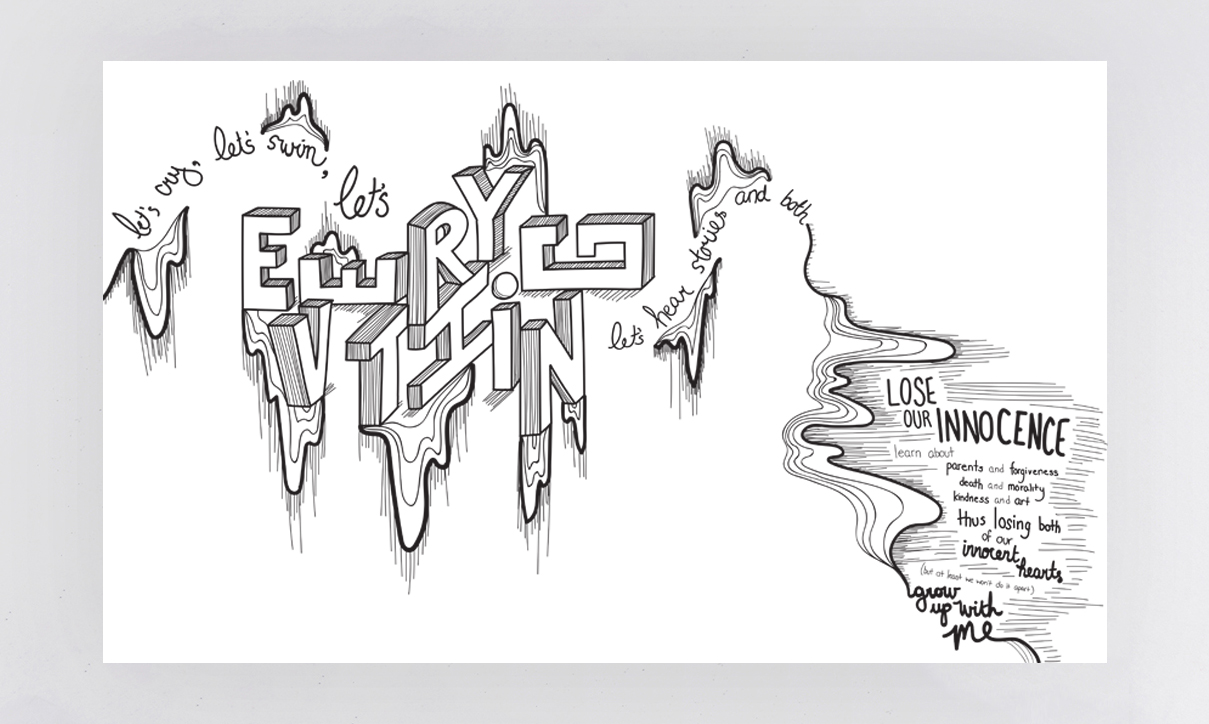 let's cry, let's swim, let's
EVERYTHING
let's hear stories and both
LOSE
OUR INNOCENCE
learn about
parents and forgiveness
death and morality
kindness and art
thus losing both
of our
innocent
hearts
(but at least we won't do it apart)
grow
up with
me